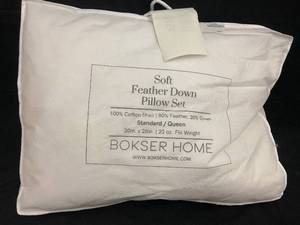 Soft
Feather Down
Pillow Set
100% Cotton Shell | 80% Feather, 20% Down
Standard / Queen
20in. x 28in. | 23 oz. Fill Weight
BOKSER HOME
WWW.BOKSERHOME.COM